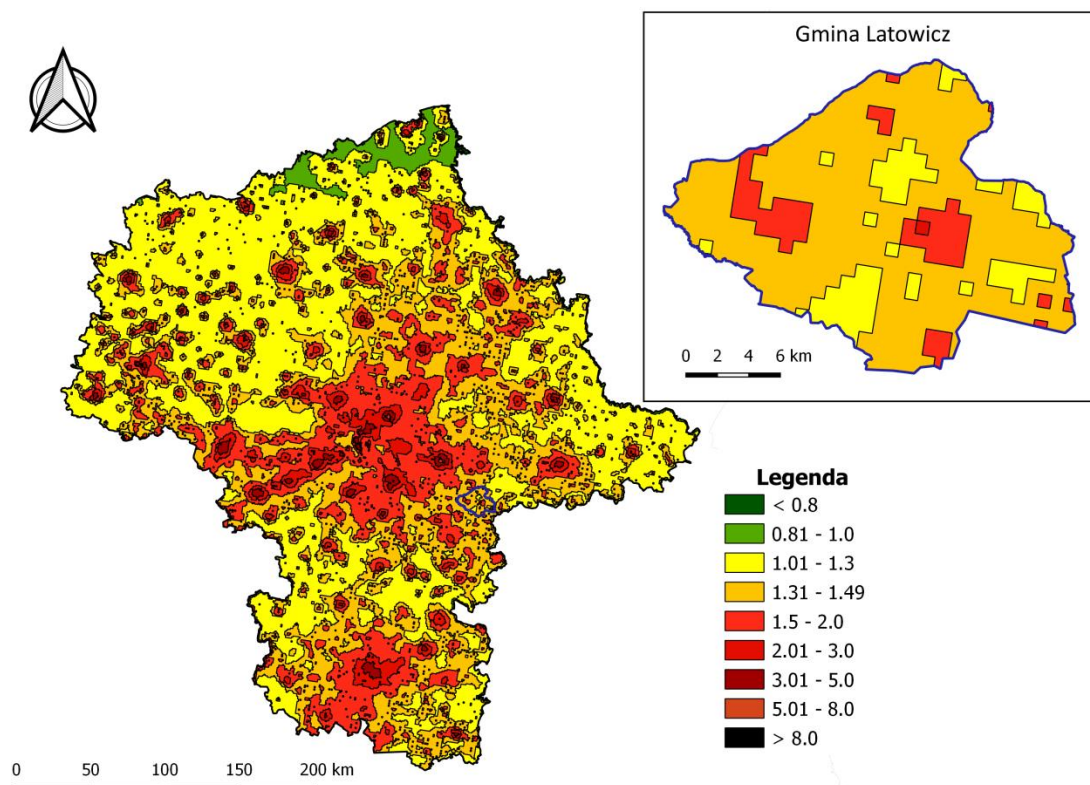 Gmina Latowicz
0 2 4 6 km
Legenda
< 0.8
0.81 - 1.0
1.01 - 1.3
1.31 - 1.49
1.5 - 2.0
2.01 - 3.0
3.01 - 5.0
5.01 - 8.0
> 8.0
0 50 100 150 200 km